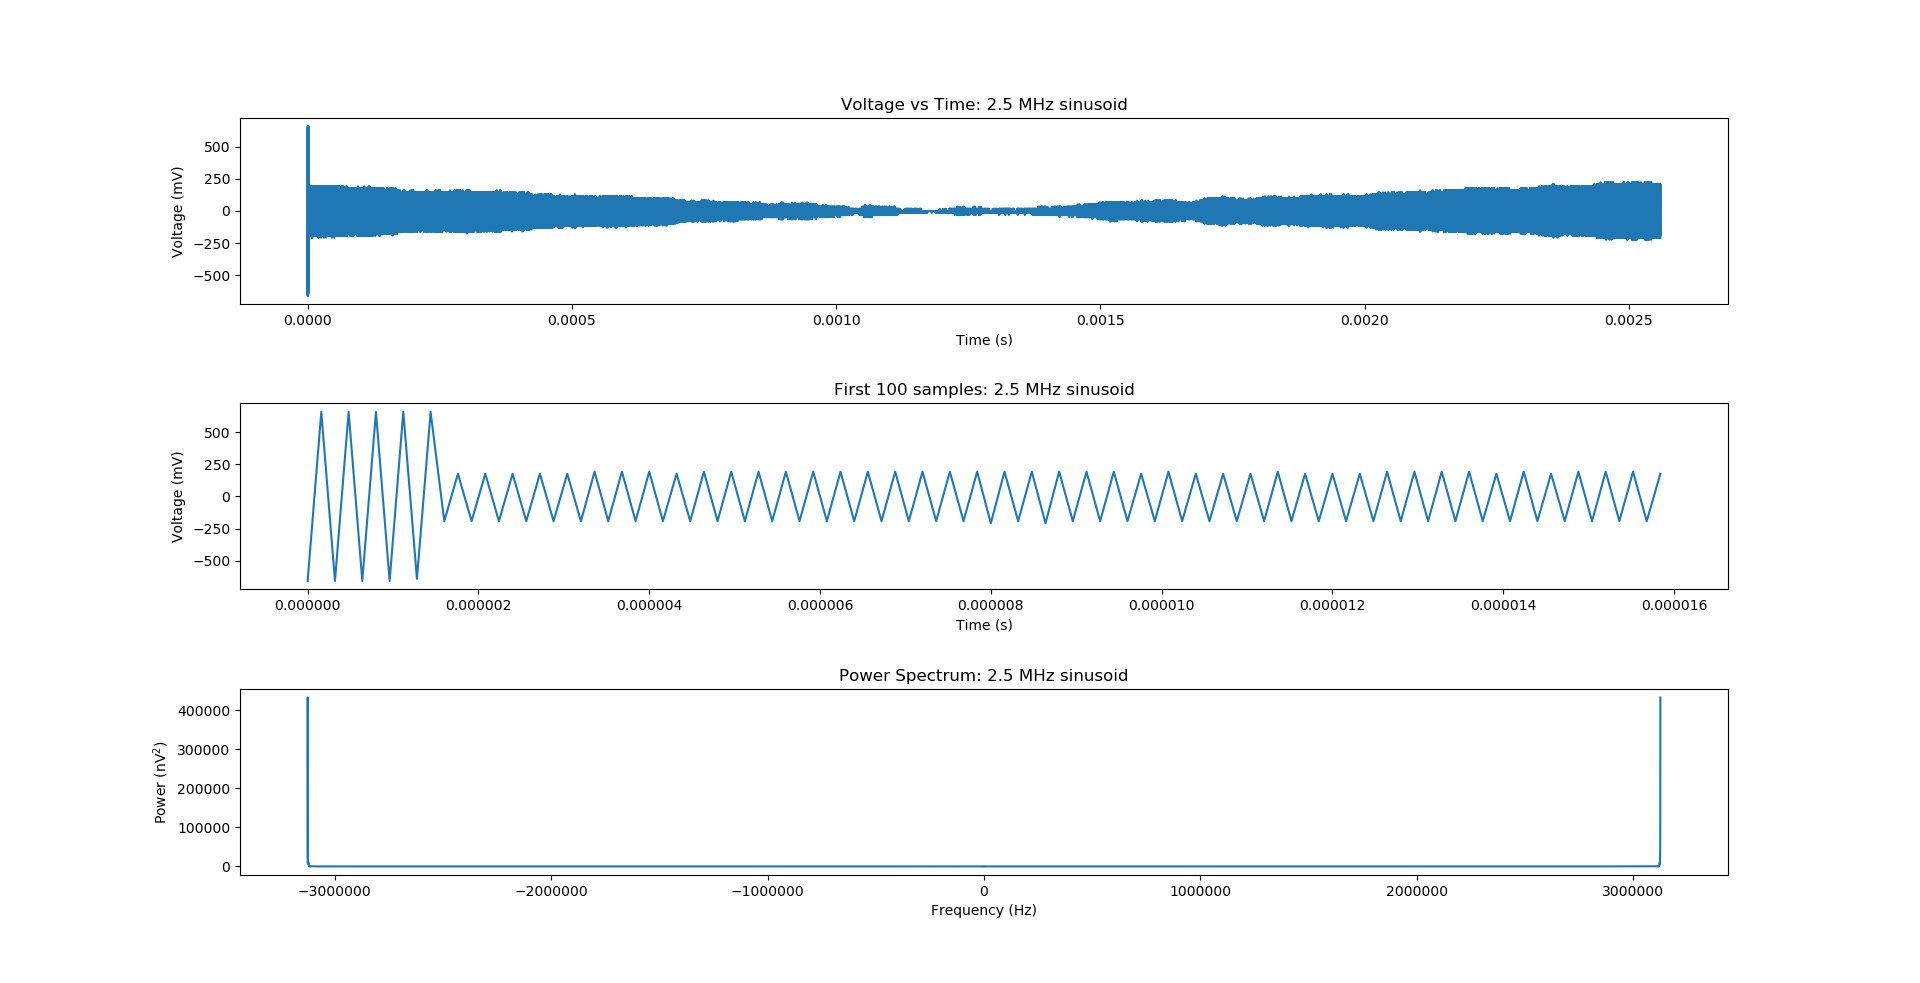 Voltage vs Time: 2.5 MHz sinusoid
Voltage (mV)
500
250
0
−250
−500
0.0000 0.0005 0.0010 0.0015 0.0020 0.0025
Time (s)
First 100 samples: 2.5 MHz sinusoid
Voltage (mV)
500
250
0
−250
−500
0.000000 0.000002 0.000004 0.000006 0.000008 0.000010 0.000012 0.000014 0.000016
Time (s)
Power Spectrum: 2.5 MHz sinusoid
Power (nV²)
400000
300000
200000
100000
0
−3000000 −2000000 −1000000 0 1000000 2000000 3000000
Frequency (Hz)